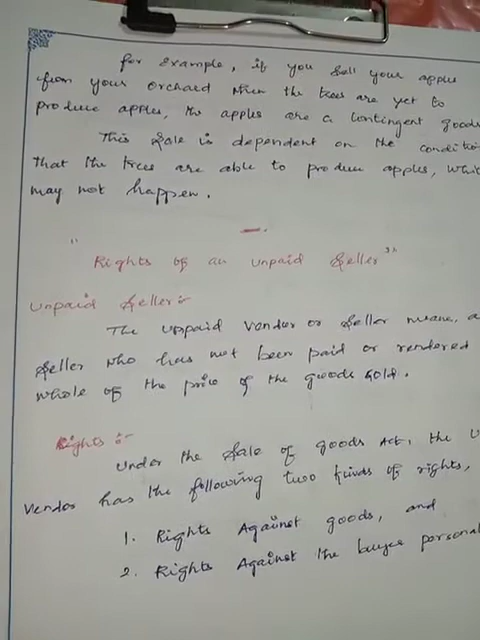 for example, if you sell your apples
from your orchard when the trees are yet to
produce apples, the apples are a contingent goods
This sale is dependent on the condition
that the trees are able to produce apples, which
may not happen.
"Rights of an unpaid Seller"
Unpaid Seller :-
The unpaid vendor or seller means, a
seller who has not been paid or rendered
whole of the price of the goods sold.
Rights :-
Under the Sale of goods Act, the
Vendor has the following two kinds of rights,
1. Rights Against goods, and
2. Rights Against the buyer personal